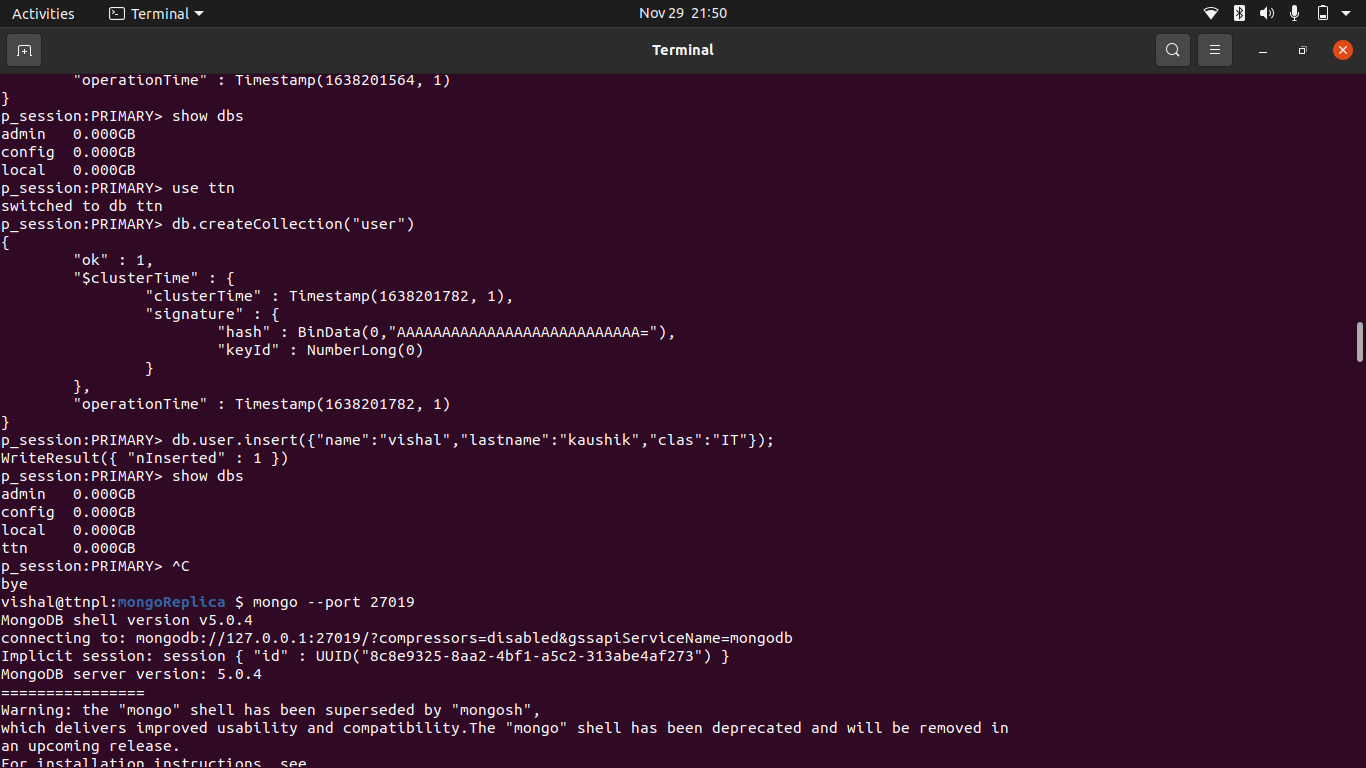 Activities Terminal Nov 29 21:50
Terminal
"operationTime" : Timestamp(1638201564, 1)
}
p_session:PRIMARY> show dbs
admin 0.000GB
config 0.000GB
local 0.000GB
p_session:PRIMARY> use ttn
switched to db ttn
p_session:PRIMARY> db.createCollection("user")
{
"ok" : 1,
"$clusterTime" : {
"clusterTime" : Timestamp(1638201782, 1),
"signature" : {
"hash" : BinData(0,"AAAAAAAAAAAAAAAAAAAAAAAAAAA="),
"keyId" : NumberLong(0)
}
},
"operationTime" : Timestamp(1638201782, 1)
}
p_session:PRIMARY> db.user.insert({"name":"vishal","lastname":"kaushik","clas":"IT"});
WriteResult({ "nInserted" : 1 })
p_session:PRIMARY> show dbs
admin 0.000GB
config 0.000GB
local 0.000GB
ttn 0.000GB
p_session:PRIMARY> ^C
bye
vishal@ttnpl:mongoReplica $ mongo --port 27019
MongoDB shell version v5.0.4
connecting to: mongodb://127.0.0.1:27019/?compressors=disabled&gssapiServiceName=mongodb
Implicit session: session { "id" : UUID("8c8e9325-8aa2-4bf1-a5c2-313abe4af273") }
MongoDB server version: 5.0.4
================
Warning: the "mongo" shell has been superseded by "mongosh",
which delivers improved usability and compatibility.The "mongo" shell has been deprecated and will be removed in
an upcoming release.
For installation instructions, see